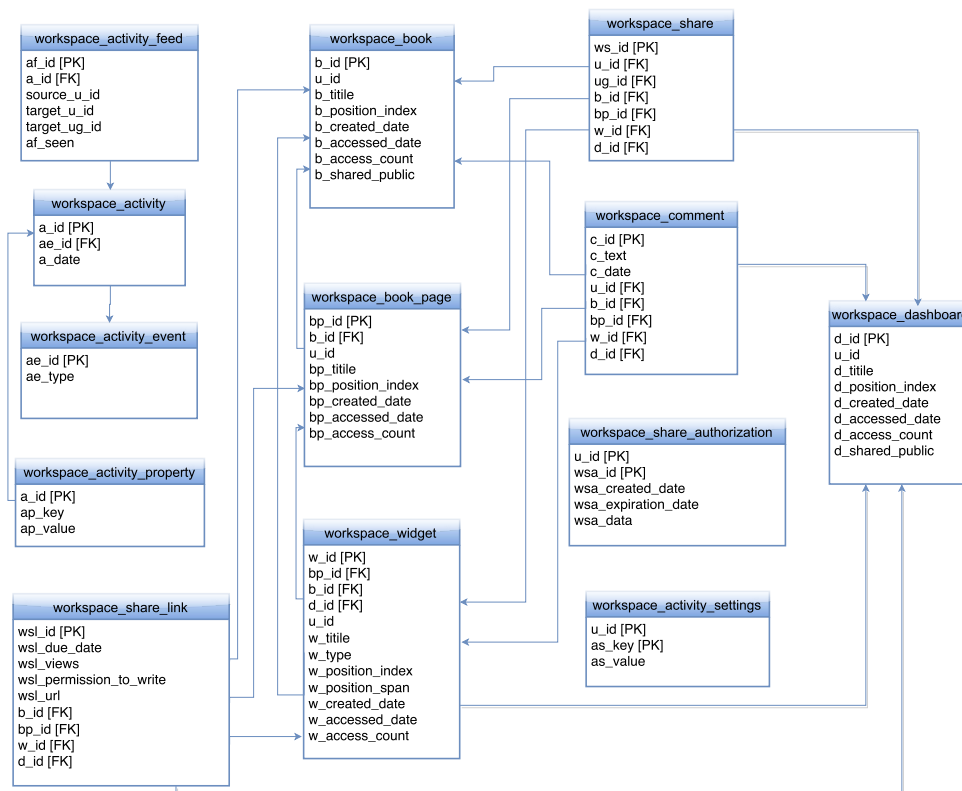 workspace_activity_feed
af_id [PK]
a_id [FK]
source_u_id
target_u_id
target_ug_id
af_seen
workspace_activity
a_id [PK]
ae_id [FK]
a_date
workspace_activity_event
ae_id [PK]
ae_type
workspace_activity_property
a_id [PK]
ap_key
ap_value
workspace_share_link
wsl_id [PK]
wsl_due_date
wsl_views
wsl_permission_to_write
wsl_url
b_id [FK]
bp_id [FK]
w_id [FK]
d_id [FK]
workspace_book
b_id [PK]
u_id
b_titile
b_position_index
b_created_date
b_accessed_date
b_access_count
b_shared_public
workspace_book_page
bp_id [PK]
b_id [FK]
u_id
bp_titile
bp_position_index
bp_created_date
bp_accessed_date
bp_access_count
workspace_widget
w_id [PK]
bp_id [FK]
b_id [FK]
d_id [FK]
u_id
w_titile
w_type
w_position_index
w_position_span
w_created_date
w_accessed_date
w_access_count
workspace_share
ws_id [PK]
u_id [FK]
ug_id [FK]
b_id [FK]
bp_id [FK]
w_id [FK]
d_id [FK]
workspace_comment
c_id [PK]
c_text
c_date
u_id [FK]
b_id [FK]
bp_id [FK]
w_id [FK]
d_id [FK]
workspace_share_authorization
u_id [PK]
wsa_id [PK]
wsa_created_date
wsa_expiration_date
wsa_data
workspace_activity_settings
u_id [PK]
as_key [PK]
as_value
workspace_dashboar
d_id [PK]
u_id
d_titile
d_position_index
d_created_date
d_accessed_date
d_access_count
d_shared_public